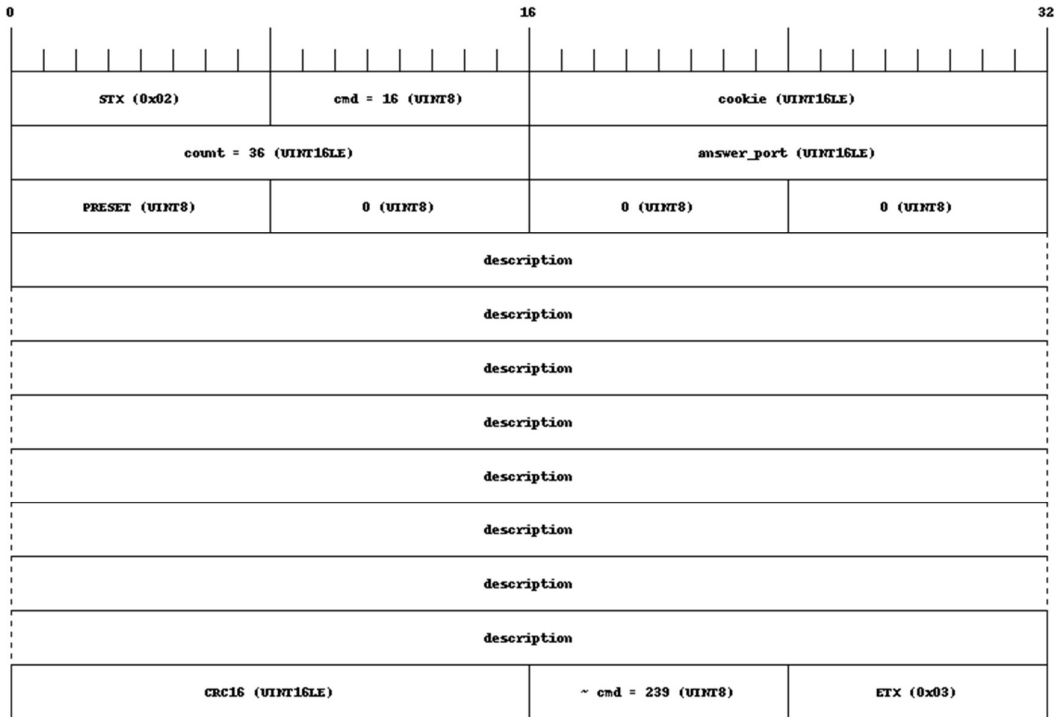 0 16 32
STX (0x02) cmd = 16 (UINT8) cookie (UINT16LE)
count = 36 (UINT16LE) answer_port (UINT16LE)
PRESET (UINT8) 0 (UINT8) 0 (UINT8) 0 (UINT8)
description
description
description
description
description
description
description
description
CRC16 (UINT16LE) ~ cmd = 239 (UINT8) ETX (0x03)